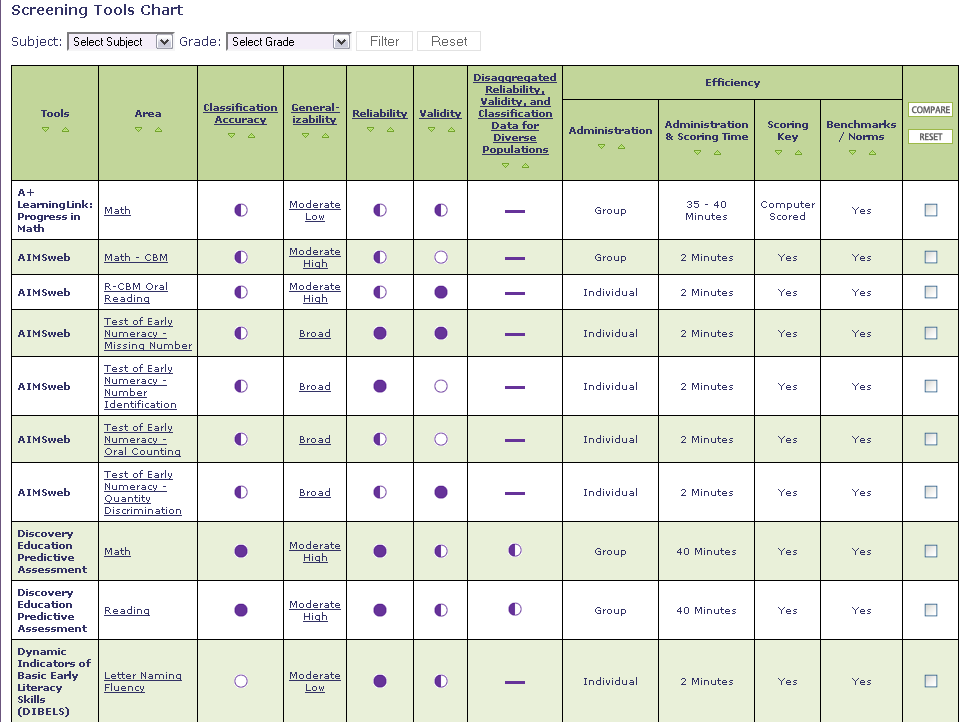 Screening Tools Chart
Subject: Select Subject Grade: Select Grade Filter Reset
Tools
Area
Classification
Accuracy
General-
izability
Reliability
Validity
Disaggregated
Reliability,
Validity, and
Classification
Data for
Diverse
Populations
Efficiency
Administration
Administration
& Scoring Time
Scoring
Key
Benchmarks
/ Norms
COMPARE
RESET
A+
LearningLink:
Progress in
Math
Math
Moderate
Low
Group
35 - 40
Minutes
Computer
Scored
Yes
AIMSweb
Math - CBM
Moderate
High
Group
2 Minutes
Yes
Yes
AIMSweb
R-CBM Oral
Reading
Moderate
High
Individual
2 Minutes
Yes
Yes
AIMSweb
Test of Early
Numeracy -
Missing Number
Broad
Individual
2 Minutes
Yes
Yes
AIMSweb
Test of Early
Numeracy -
Number
Identification
Broad
Individual
2 Minutes
Yes
Yes
AIMSweb
Test of Early
Numeracy -
Oral Counting
Broad
Individual
2 Minutes
Yes
Yes
AIMSweb
Test of Early
Numeracy -
Quantity
Discrimination
Broad
Individual
2 Minutes
Yes
Yes
Discovery
Education
Predictive
Assessment
Math
Moderate
High
Group
40 Minutes
Yes
Yes
Discovery
Education
Predictive
Assessment
Reading
Moderate
High
Group
40 Minutes
Yes
Yes
Dynamic
Indicators of
Basic Early
Literacy
Skills
(DIBELS)
Letter Naming
Fluency
Moderate
Low
Individual
2 Minutes
Yes
Yes